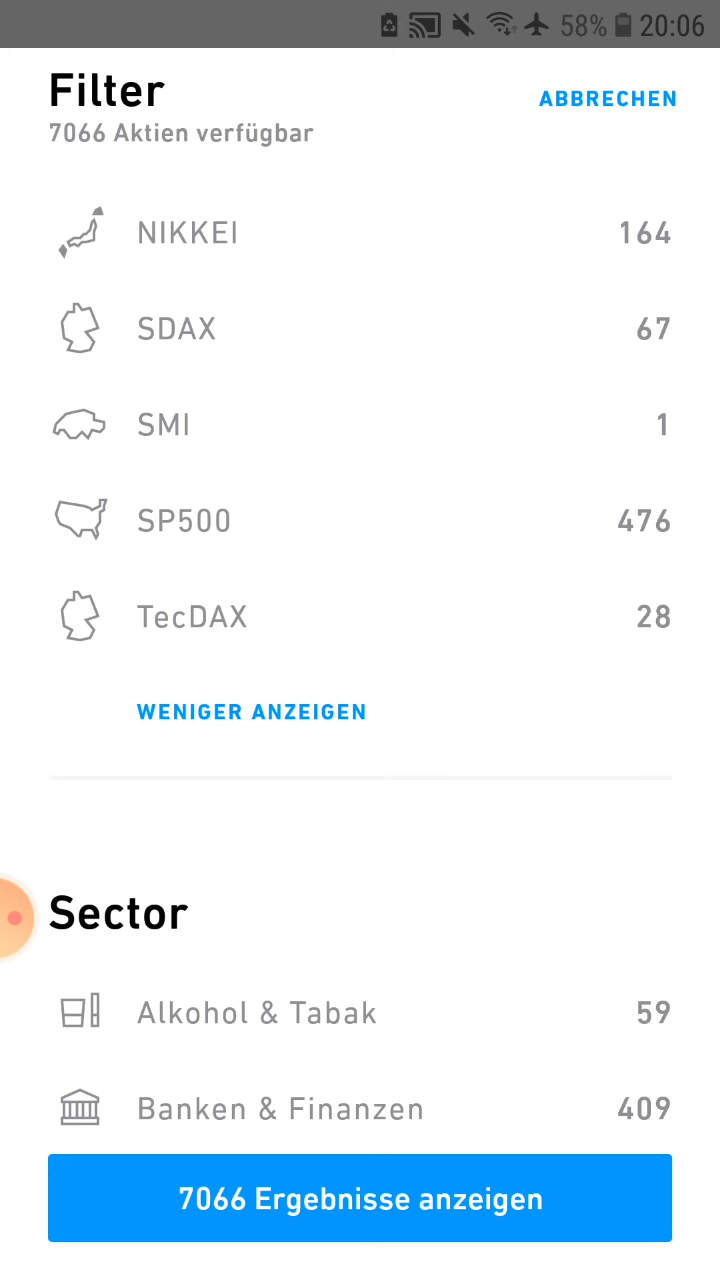 58% 20:06
Filter
ABBRECHEN
7066 Aktien verfügbar
NIKKEI 164
SDAX 67
SMI 1
SP500 476
TecDAX 28
WENIGER ANZEIGEN
Sector
Alkohol & Tabak 59
Banken & Finanzen 409
7066 Ergebnisse anzeigen